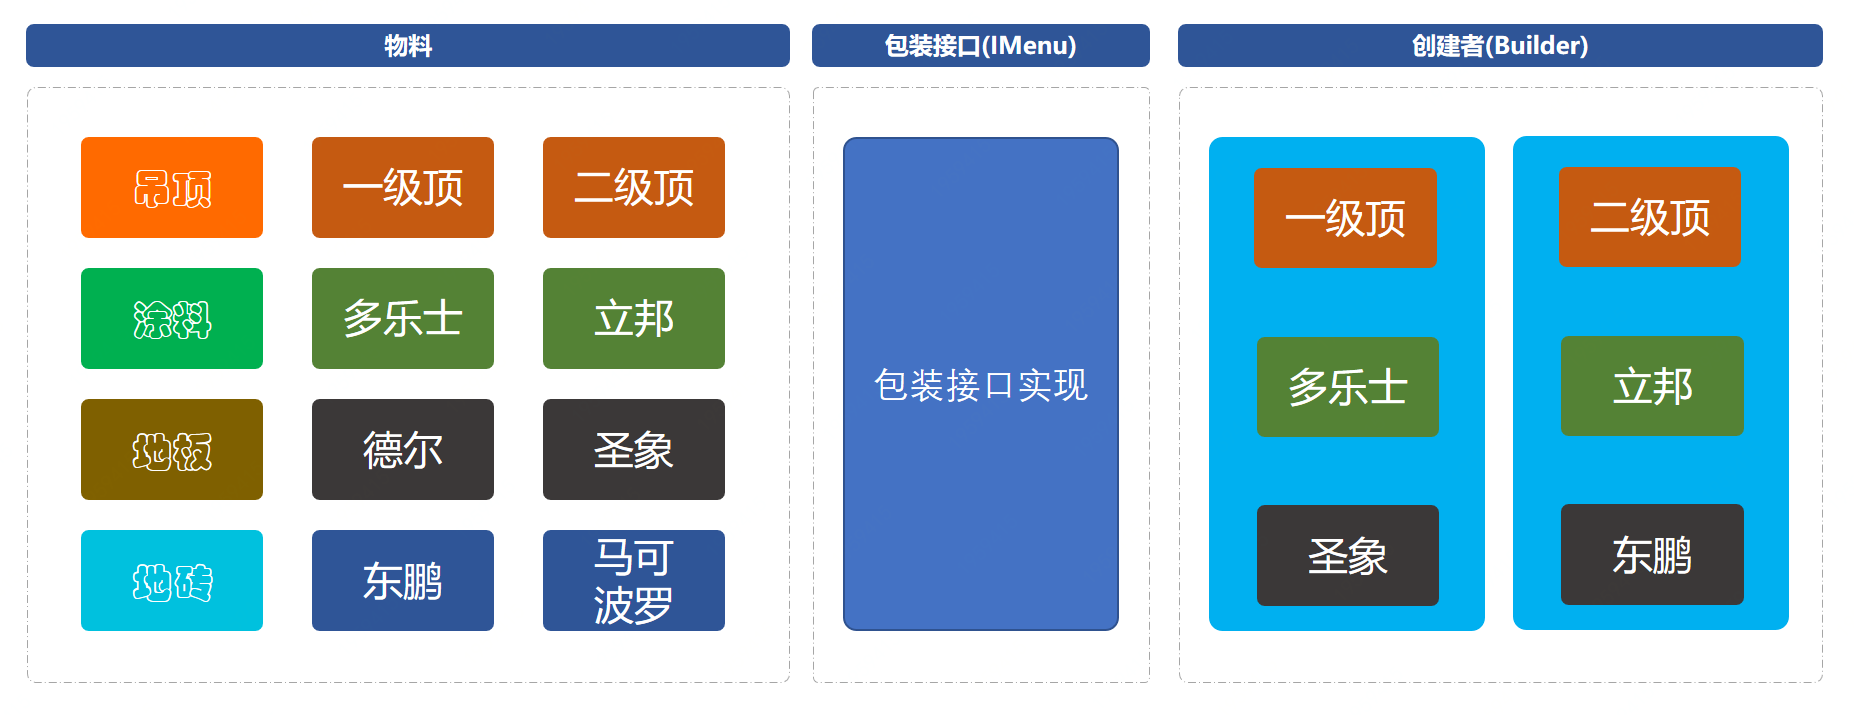 物料
包装接口(IMenu)
创建者(Builder)
吊顶
一级顶
二级顶
涂料
多乐士
立邦
地板
德尔
圣象
地砖
东鹏
马可
波罗
包装接口实现
一级顶
多乐士
圣象
二级顶
立邦
东鹏